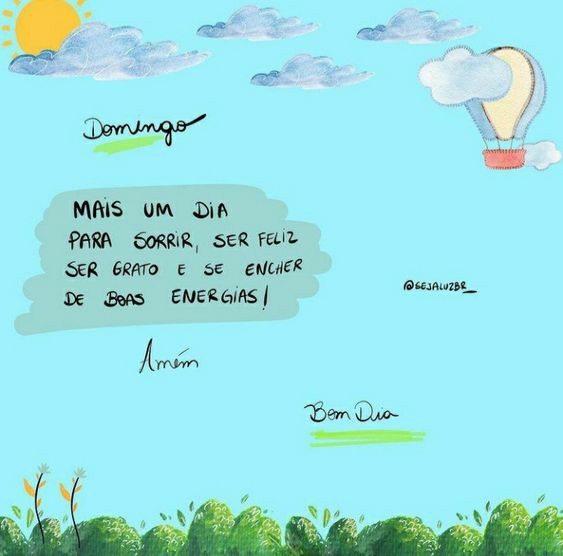 Domingo
MAIS UM DIA
PARA SORRIR, SER FELIZ
SER GRATO E SE ENCHER
DE BOAS ENERGIAS!
@SEJALUZBR_
Amém
Bom Dia